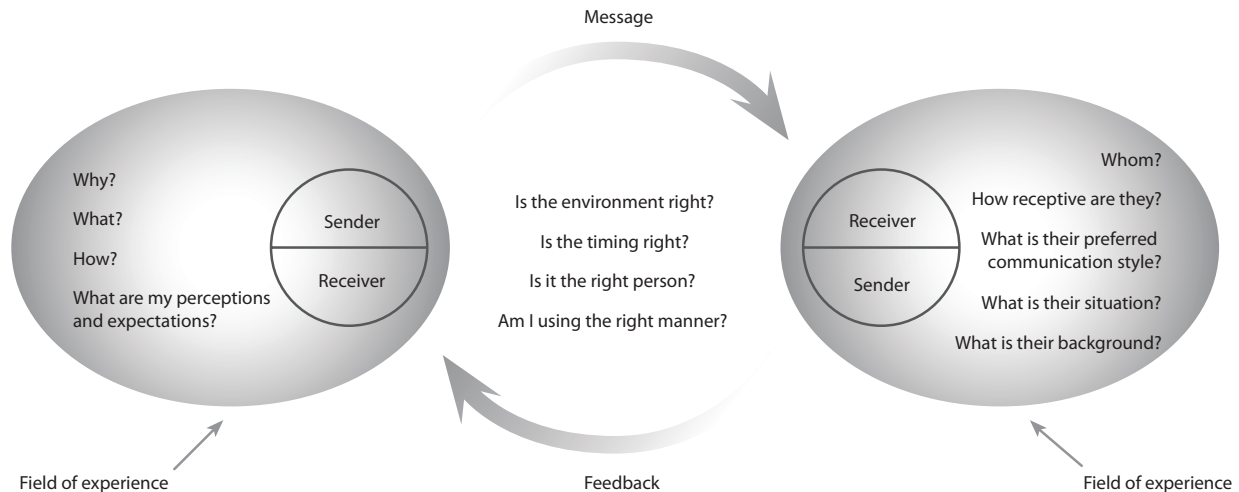 Message
Why?
What?
How?
What are my perceptions
and expectations?
Sender
Receiver
Is the environment right?
Is the timing right?
Is it the right person?
Am I using the right manner?
Receiver
Sender
Whom?
How receptive are they?
What is their preferred
communication style?
What is their situation?
What is their background?
Field of experience
Feedback
Field of experience